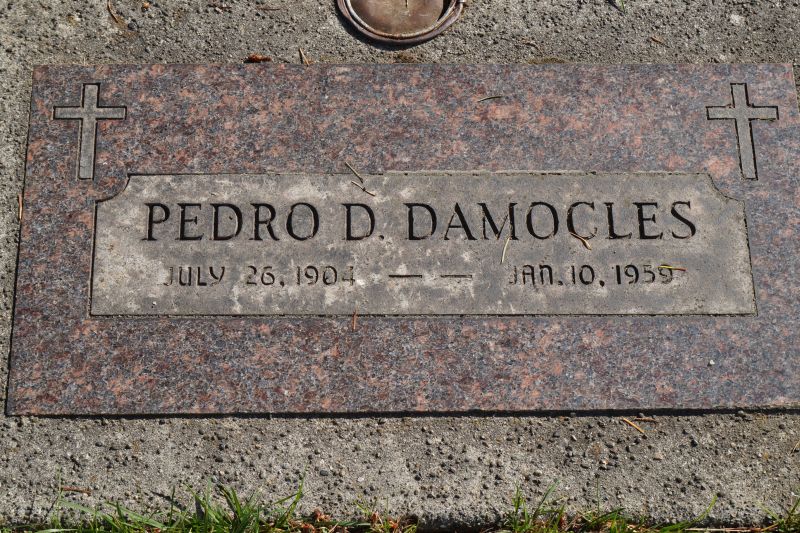 PEDRO D. DAMOCLES
JULY 26, 1904 — — JAN. 10, 1959